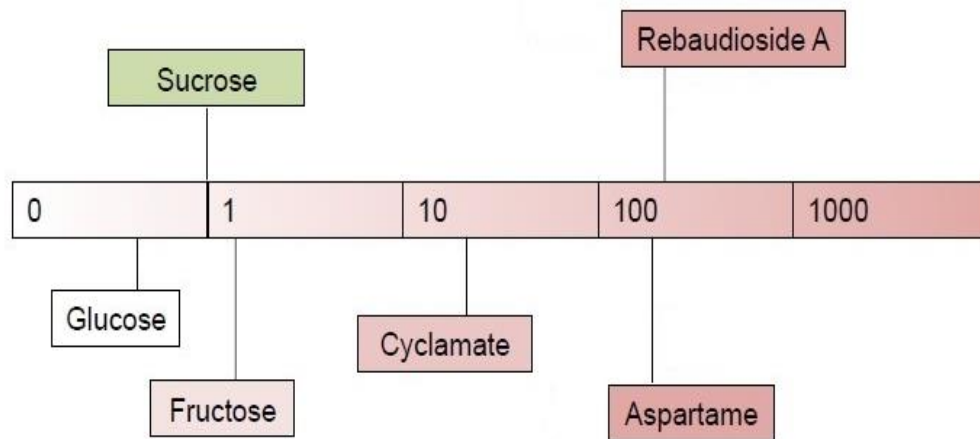 Rebaudioside A
Sucrose
0 1 10 100 1000
Glucose
Cyclamate
Fructose
Aspartame